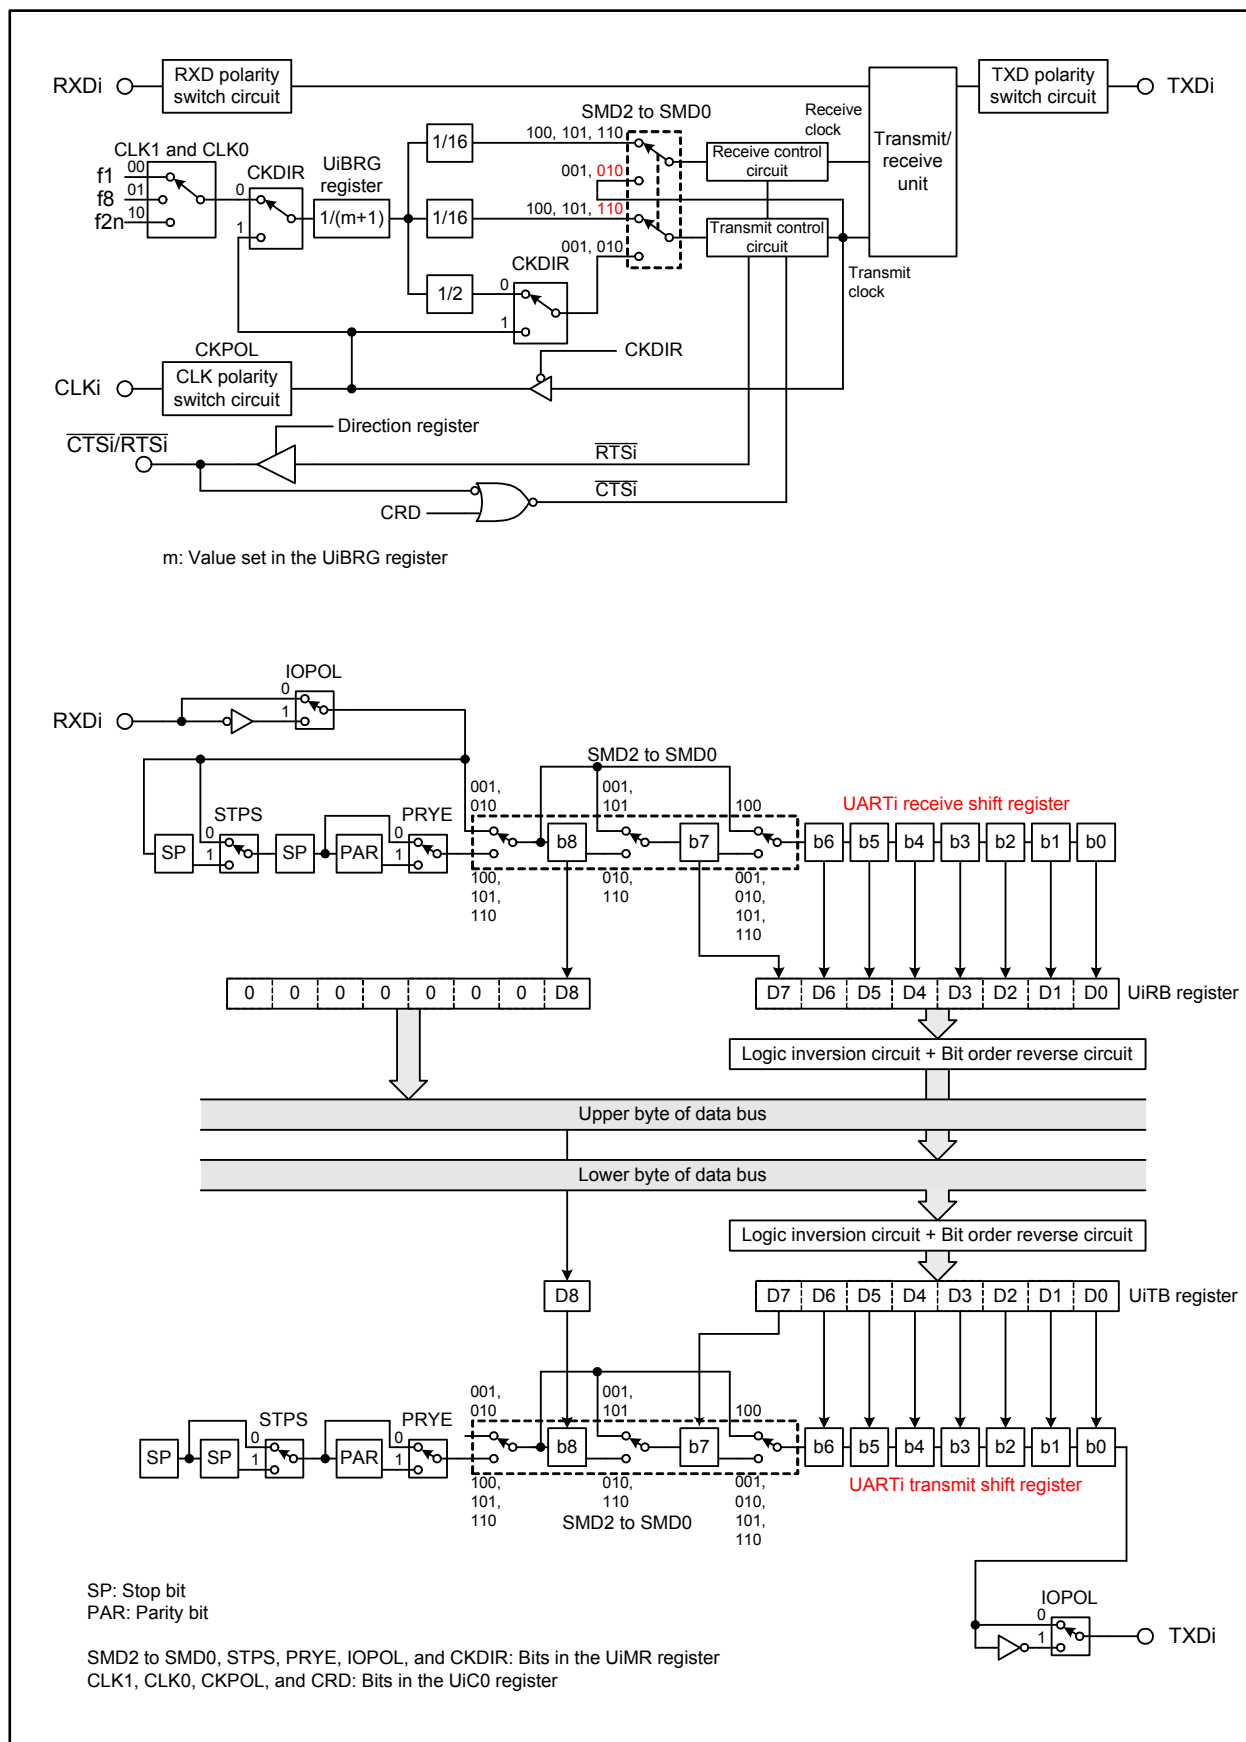 RXDi
RXD polarity
switch circuit
TXD polarity
switch circuit
TXDi
SMD2 to SMD0
Receive
clock
Transmit/
receive
unit
CLK1 and CLK0
f1
00
f8
01
f2n
10
CKDIR
0
1
UiBRG
register
1/(m+1)
1/16
100, 101, 110
Receive control
circuit
001, 010
1/16
100, 101, 110
Transmit control
circuit
001, 010
CKDIR
1/2
0
1
Transmit
clock
CKPOL
CKDIR
CLKi
CLK polarity
switch circuit
Direction register
CTSi/RTSi
RTSi
CTSi
CRD
m: Value set in the UiBRG register
IOPOL
0
1
RXDi
SMD2 to SMD0
001,
010
001,
101
100
UARTi receive shift register
STPS
PRYE
SP
0
1
SP
PAR
0
1
b8
b7
b6
b5
b4
b3
b2
b1
b0
100,
101,
110
010,
110
001,
010,
101,
110
0 0 0 0 0 0 0 D8
D7 D6 D5 D4 D3 D2 D1 D0
UiRB register
Logic inversion circuit + Bit order reverse circuit
Upper byte of data bus
Lower byte of data bus
Logic inversion circuit + Bit order reverse circuit
D8
D7 D6 D5 D4 D3 D2 D1 D0
UiTB register
001,
010
001,
101
100
STPS
PRYE
SP
SP
0
1
PAR
0
1
b8
b7
b6
b5
b4
b3
b2
b1
b0
100,
101,
110
010,
110
001,
010,
101,
110
SMD2 to SMD0
UARTi transmit shift register
SP: Stop bit
PAR: Parity bit
IOPOL
0
1
TXDi
SMD2 to SMD0, STPS, PRYE, IOPOL, and CKDIR: Bits in the UiMR register
CLK1, CLK0, CKPOL, and CRD: Bits in the UiC0 register